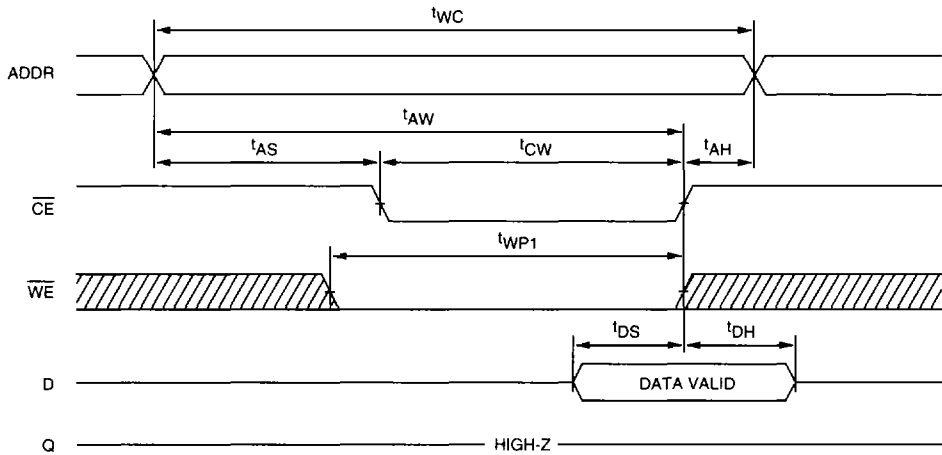 tWC
ADDR
tAW
tAS tCW tAH
CE
tWP1
WE
tDS tDH
D DATA VALID
Q HIGH-Z